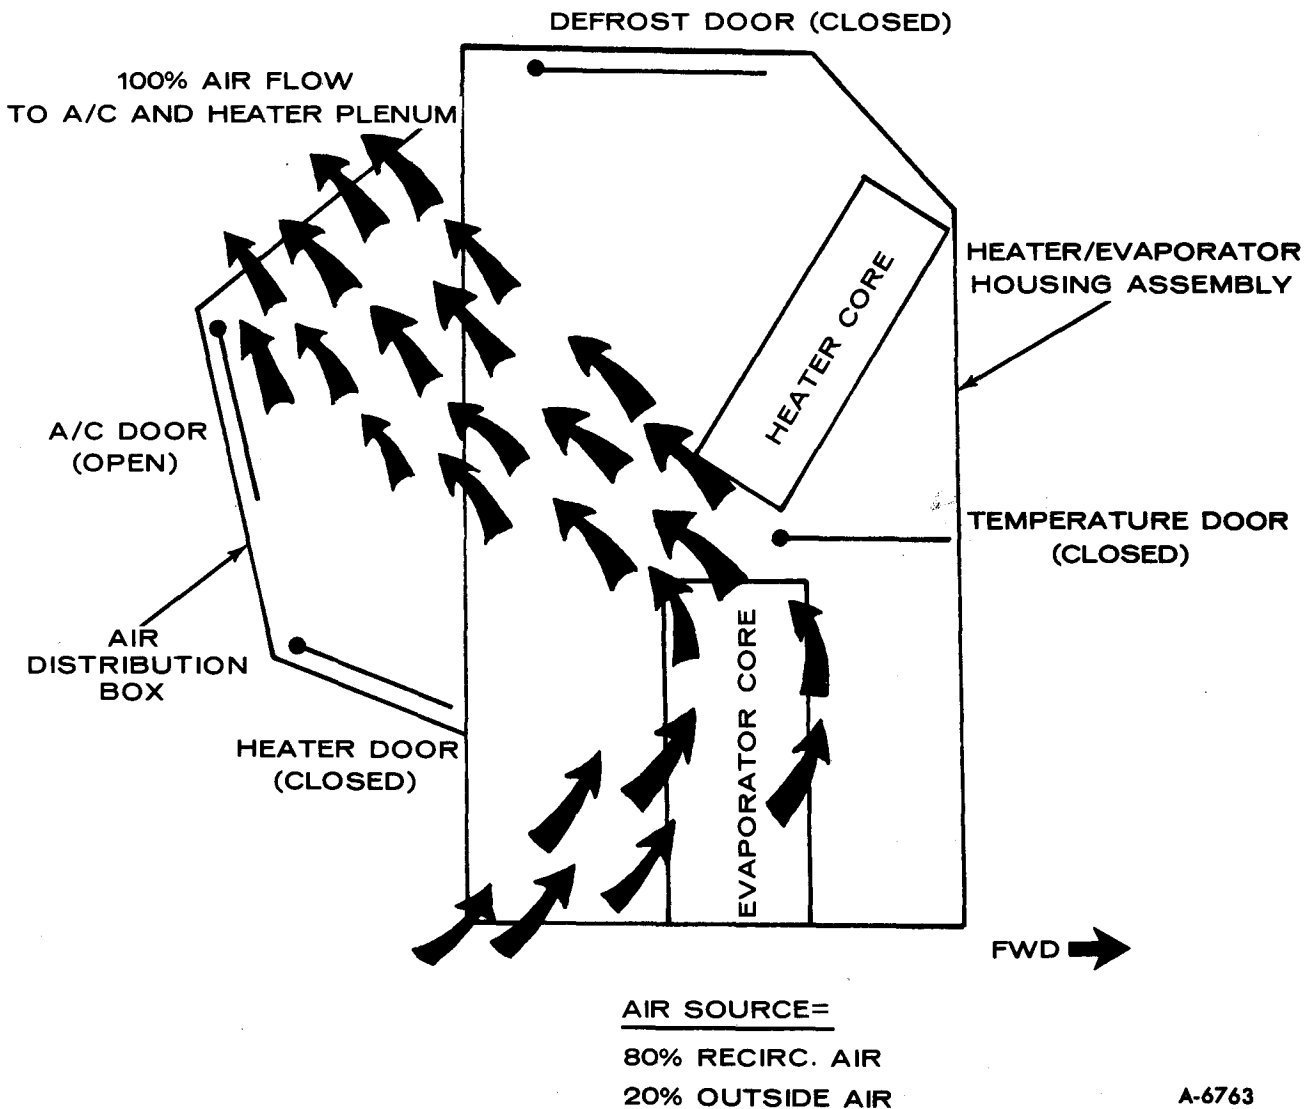 DEFROST DOOR (CLOSED)
100% AIR FLOW
TO A/C AND HEATER PLENUM
HEATER/EVAPORATOR
HOUSING ASSEMBLY
HEATER CORE
A/C DOOR
(OPEN)
TEMPERATURE DOOR
(CLOSED)
AIR
DISTRIBUTION
BOX
EVAPORATOR CORE
HEATER DOOR
(CLOSED)
FWD
AIR SOURCE=
80% RECIRC. AIR
20% OUTSIDE AIR
A-6763